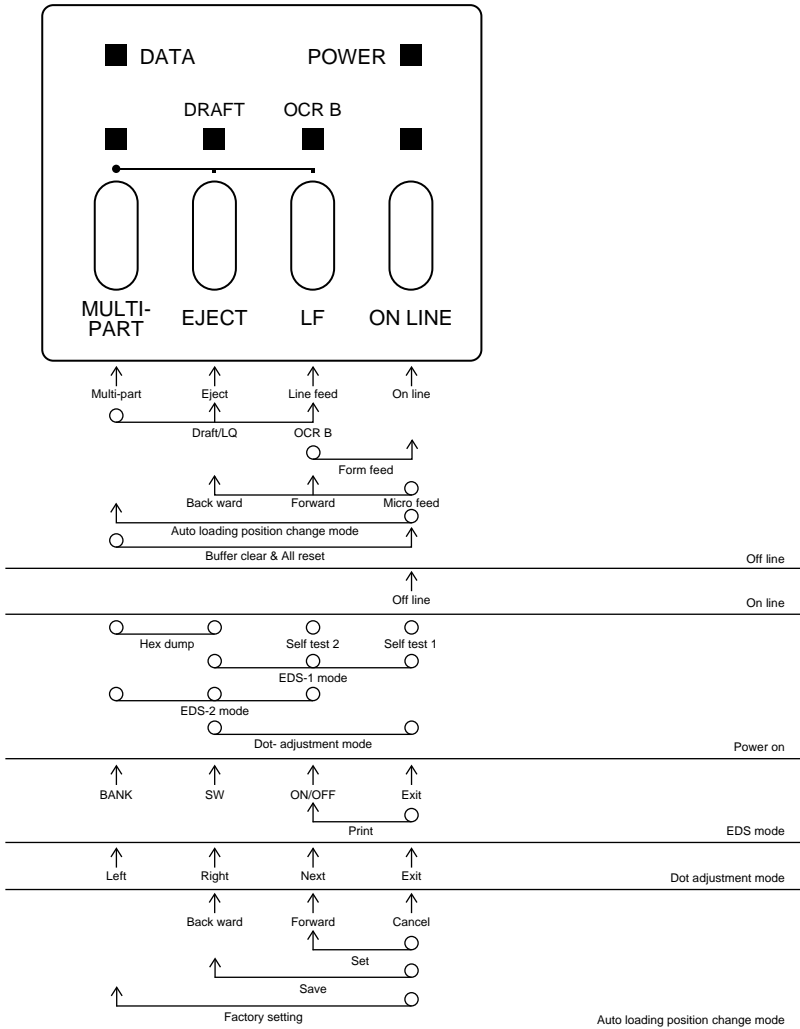 DATA POWER
DRAFT OCR B
MULTI-
PART EJECT LF ON LINE
Multi-part Eject Line feed On line
Draft/LQ OCR B
Form feed
Back ward Forward Micro feed
Auto loading position change mode
Buffer clear & All reset
Off line
Off line
On line
Hex dump Self test 2 Self test 1
EDS-1 mode
EDS-2 mode
Dot- adjustment mode
Power on
BANK SW ON/OFF Exit
Print
EDS mode
Left Right Next Exit
Dot adjustment mode
Back ward Forward Cancel
Set
Save
Factory setting
Auto loading position change mode